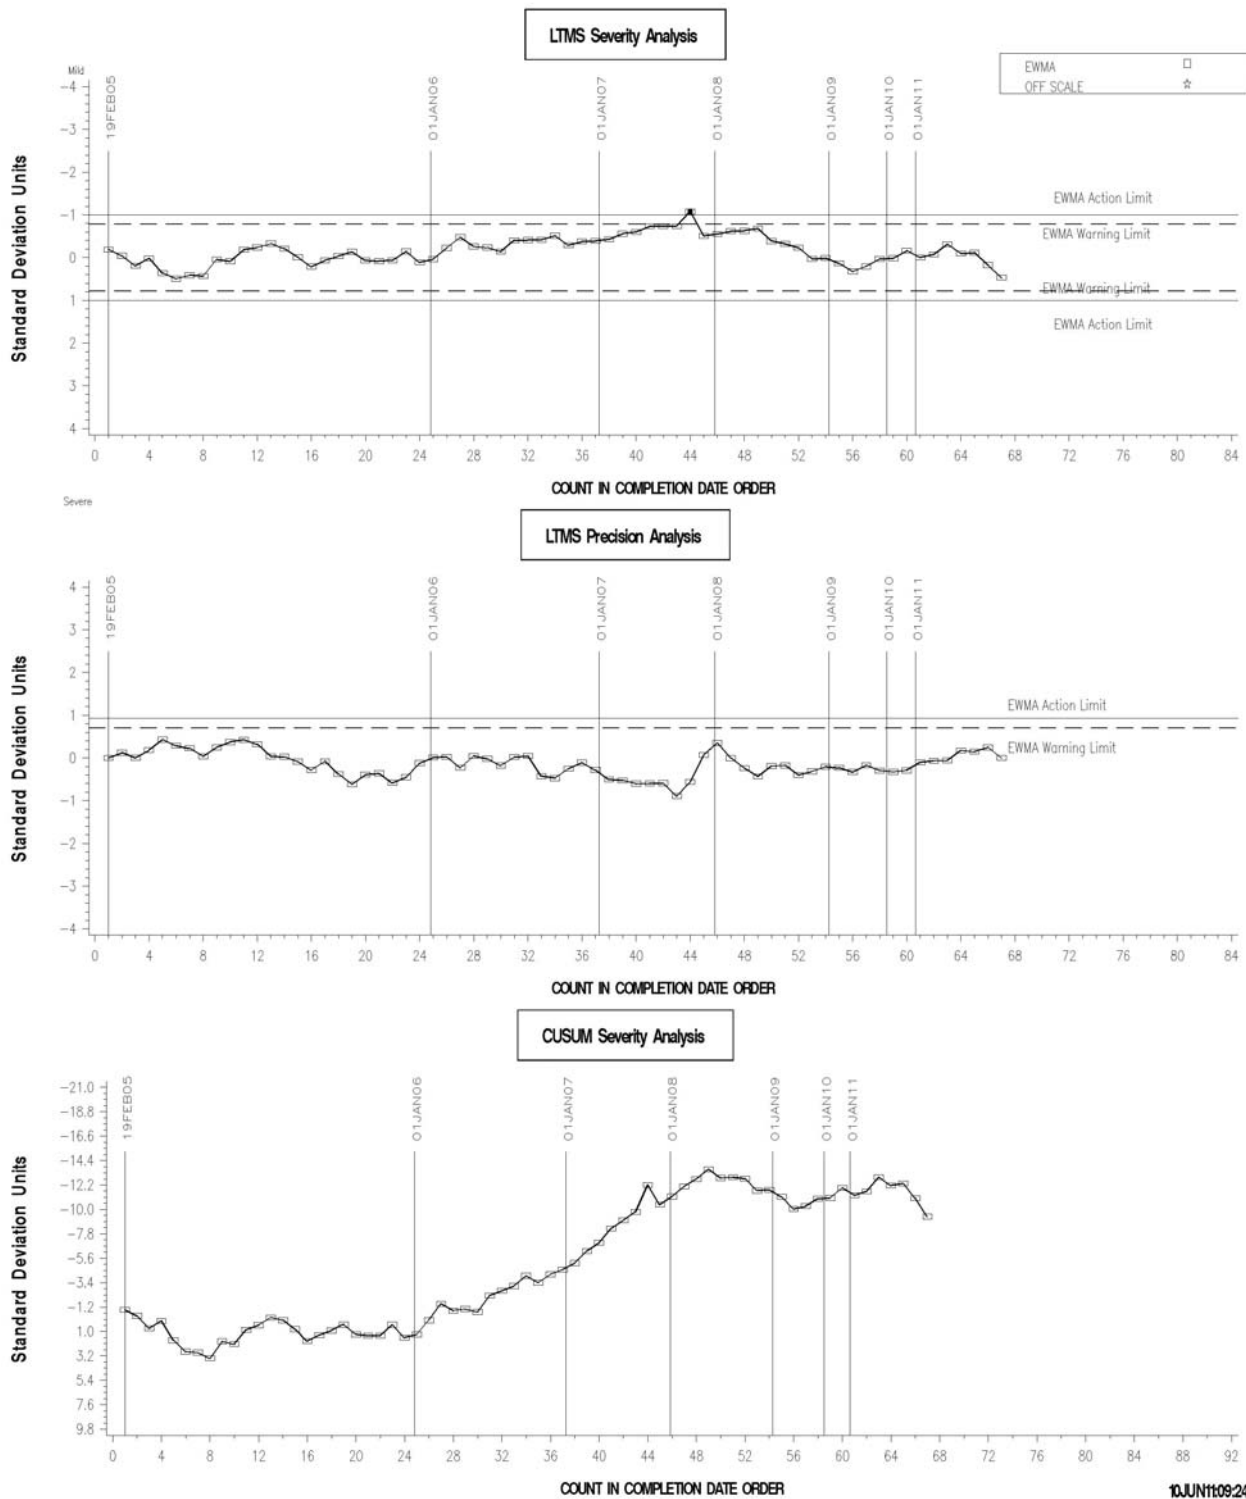 LTMS Severity Analysis
Mild
EWMA
OFF SCALE
19FEB05 01JAN06 01JAN07 01JAN08 01JAN09 01JAN10 01JAN11
Standard Deviation Units
-4
-3
-2
-1
0
1
2
3
4
EWMA Action Limit
EWMA Warning Limit
EWMA Warning Limit
EWMA Action Limit
0 4 8 12 16 20 24 28 32 36 40 44 48 52 56 60 64 68 72 76 80 84
COUNT IN COMPLETION DATE ORDER
Severe
LTMS Precision Analysis
19FEB05 01JAN06 01JAN07 01JAN08 01JAN09 01JAN10 01JAN11
Standard Deviation Units
4
3
2
1
0
-1
-2
-3
-4
EWMA Action Limit
EWMA Warning Limit
0 4 8 12 16 20 24 28 32 36 40 44 48 52 56 60 64 68 72 76 80 84
COUNT IN COMPLETION DATE ORDER
CUSUM Severity Analysis
19FEB05 01JAN06 01JAN07 01JAN08 01JAN09 01JAN10 01JAN11
Standard Deviation Units
-21.0
-18.8
-16.6
-14.4
-12.2
-10.0
-7.8
-5.6
-3.4
-1.2
1.0
3.2
5.4
7.6
9.8
0 4 8 12 16 20 24 28 32 36 40 44 48 52 56 60 64 68 72 76 80 84 88 92
COUNT IN COMPLETION DATE ORDER
10JUN11:09:24